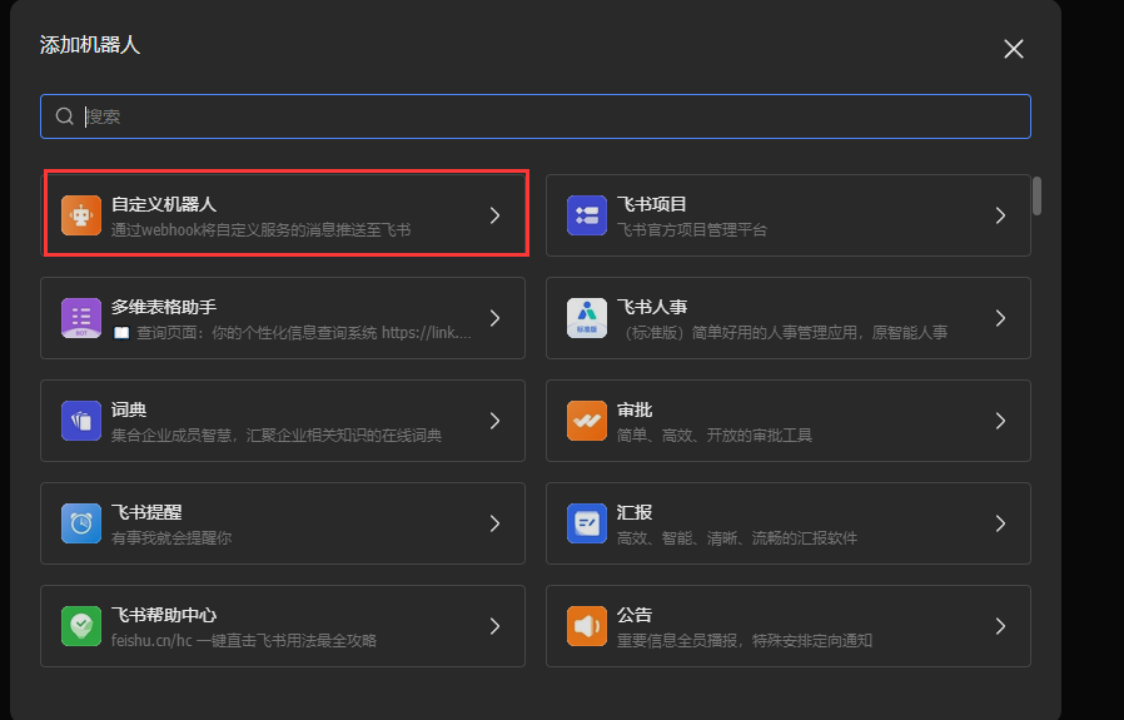 添加机器人
搜索
自定义机器人
通过webhook将自定义服务的消息推送至飞书
飞书项目
飞书官方项目管理平台
多维表格助手
查询页面：你的个性化信息查询系统 https://link....
飞书人事
标准版
（标准版）简单好用的人事管理应用，原智能人事
词典
集合企业成员智慧，汇聚企业相关知识的在线词典
审批
简单、高效、开放的审批工具
飞书提醒
有事我就会提醒你
汇报
高效、智能、清晰、流畅的汇报软件
飞书帮助中心
feishu.cn/hc 一键直击飞书用法最全攻略
公告
重要信息全员播报，特殊安排定向通知